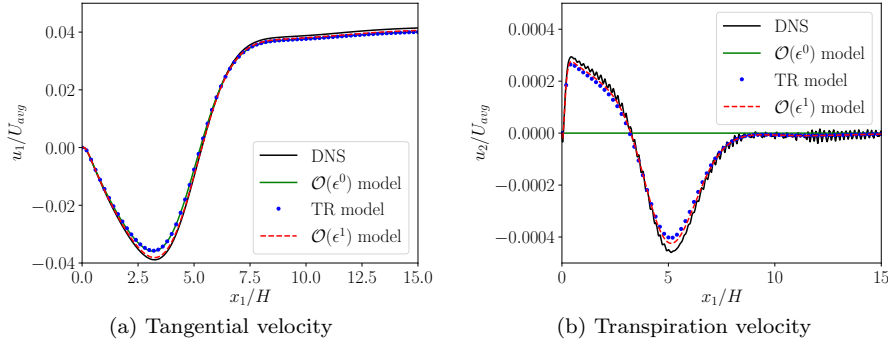 0.04
0.02
0.00
−0.02
−0.04
u₁/U_avg
0.0
2.5
5.0
7.5
10.0
12.5
15.0
x₁/H
DNS
𝒪(ϵ⁰) model
TR model
𝒪(ϵ¹) model
(a) Tangential velocity
0.0004
0.0002
0.0000
−0.0002
−0.0004
u₂/U_avg
0
5
10
15
x₁/H
DNS
𝒪(ϵ⁰) model
TR model
𝒪(ϵ¹) model
(b) Transpiration velocity